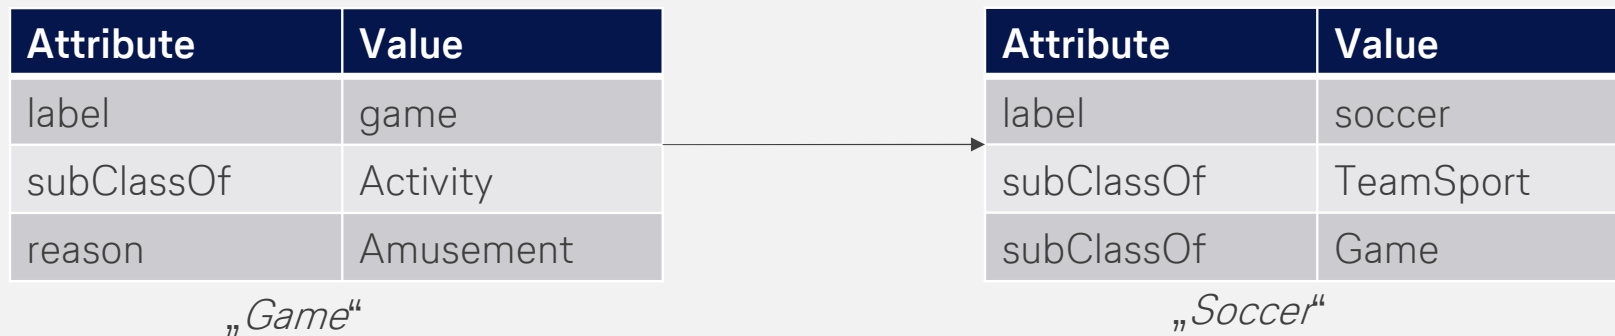 Attribute Value
label game
subClassOf Activity
reason Amusement
„Game“
Attribute Value
label soccer
subClassOf TeamSport
subClassOf Game
„Soccer“